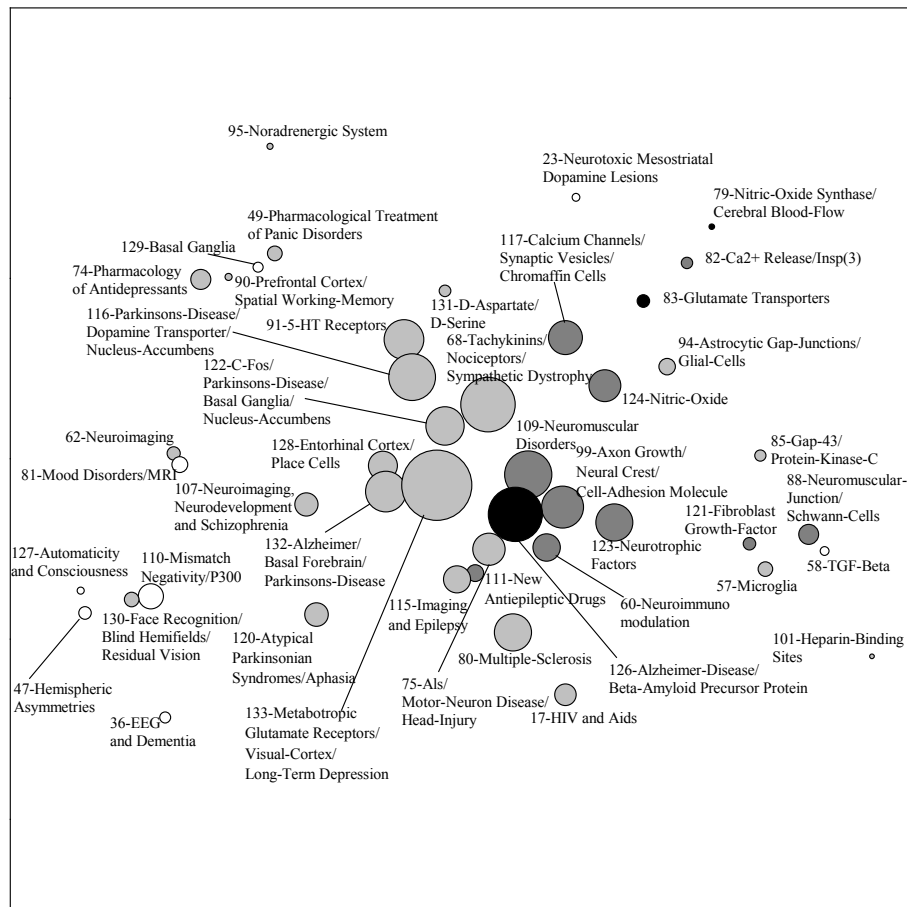 95-Noradrenergic System
23-Neurotoxic Mesostriatal
Dopamine Lesions
79-Nitric-Oxide Synthase/
Cerebral Blood-Flow
49-Pharmacological Treatment
of Panic Disorders
117-Calcium Channels/
Synaptic Vesicles/
Chromaffin Cells
129-Basal Ganglia
82-Ca2+ Release/Insp(3)
74-Pharmacology
of Antidepressants
90-Prefrontal Cortex/
Spatial Working-Memory
131-D-Aspartate/
D-Serine
83-Glutamate Transporters
116-Parkinsons-Disease/
Dopamine Transporter/
Nucleus-Accumbens
91-5-HT Receptors
68-Tachykinins/
Nociceptors/
Sympathetic Dystrophy
94-Astrocytic Gap-Junctions/
Glial-Cells
122-C-Fos/
Parkinsons-Disease/
Basal Ganglia/
Nucleus-Accumbens
124-Nitric-Oxide
62-Neuroimaging
128-Entorhinal Cortex/
Place Cells
109-Neuromuscular
Disorders
99-Axon Growth/
Neural Crest/
Cell-Adhesion Molecule
85-Gap-43/
Protein-Kinase-C
81-Mood Disorders/MRI
88-Neuromuscular-
Junction/
Schwann-Cells
107-Neuroimaging,
Neurodevelopment
and Schizophrenia
121-Fibroblast
Growth-Factor
132-Alzheimer/
Basal Forebrain/
Parkinsons-Disease
123-Neurotrophic
Factors
58-TGF-Beta
127-Automaticity
and Consciousness
110-Mismatch
Negativity/P300
57-Microglia
111-New
Antiepileptic Drugs
115-Imaging
and Epilepsy
60-Neuroimmuno
modulation
130-Face Recognition/
Blind Hemifields/
Residual Vision
120-Atypical
Parkinsonian
Syndromes/Aphasia
101-Heparin-Binding
Sites
80-Multiple-Sclerosis
126-Alzheimer-Disease/
Beta-Amyloid Precursor Protein
47-Hemispheric
Asymmetries
75-Als/
Motor-Neuron Disease/
Head-Injury
133-Metabotropic
Glutamate Receptors/
Visual-Cortex/
Long-Term Depression
17-HIV and Aids
36-EEG
and Dementia